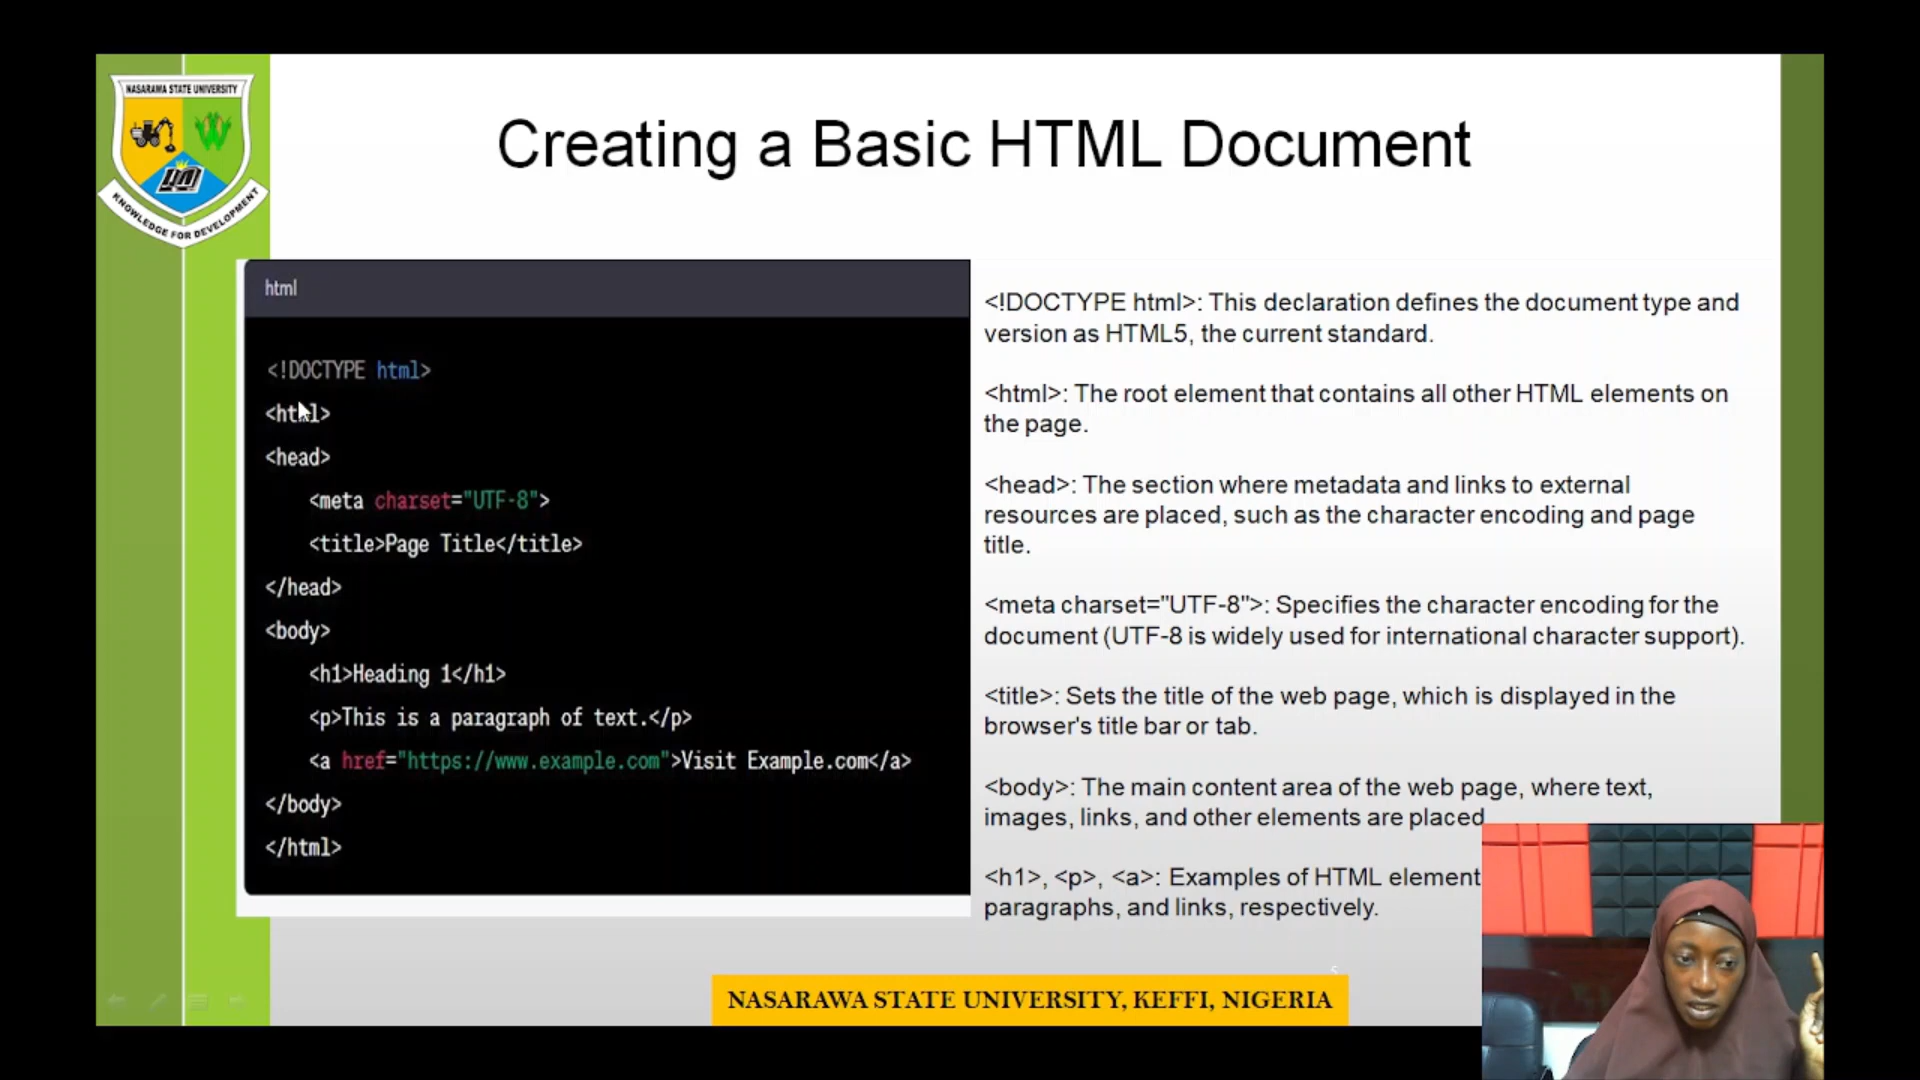 NASARAWA STATE UNIVERSITY
KNOWLEDGE FOR DEVELOPMENT
Creating a Basic HTML Document
html
<!DOCTYPE html>
<html>
<head>
<meta charset="UTF-8">
<title>Page Title</title>
</head>
<body>
<h1>Heading 1</h1>
<p>This is a paragraph of text.</p>
<a href="https://www.example.com">Visit Example.com</a>
</body>
</html>
<!DOCTYPE html>: This declaration defines the document type and
version as HTML5, the current standard.
<html>: The root element that contains all other HTML elements on
the page.
<head>: The section where metadata and links to external
resources are placed, such as the character encoding and page
title.
<meta charset="UTF-8">: Specifies the character encoding for the
document (UTF-8 is widely used for international character support).
<title>: Sets the title of the web page, which is displayed in the
browser's title bar or tab.
<body>: The main content area of the web page, where text,
images, links, and other elements are placed
<h1>, <p>, <a>: Examples of HTML element
paragraphs, and links, respectively.
5
NASARAWA STATE UNIVERSITY, KEFFI, NIGERIA